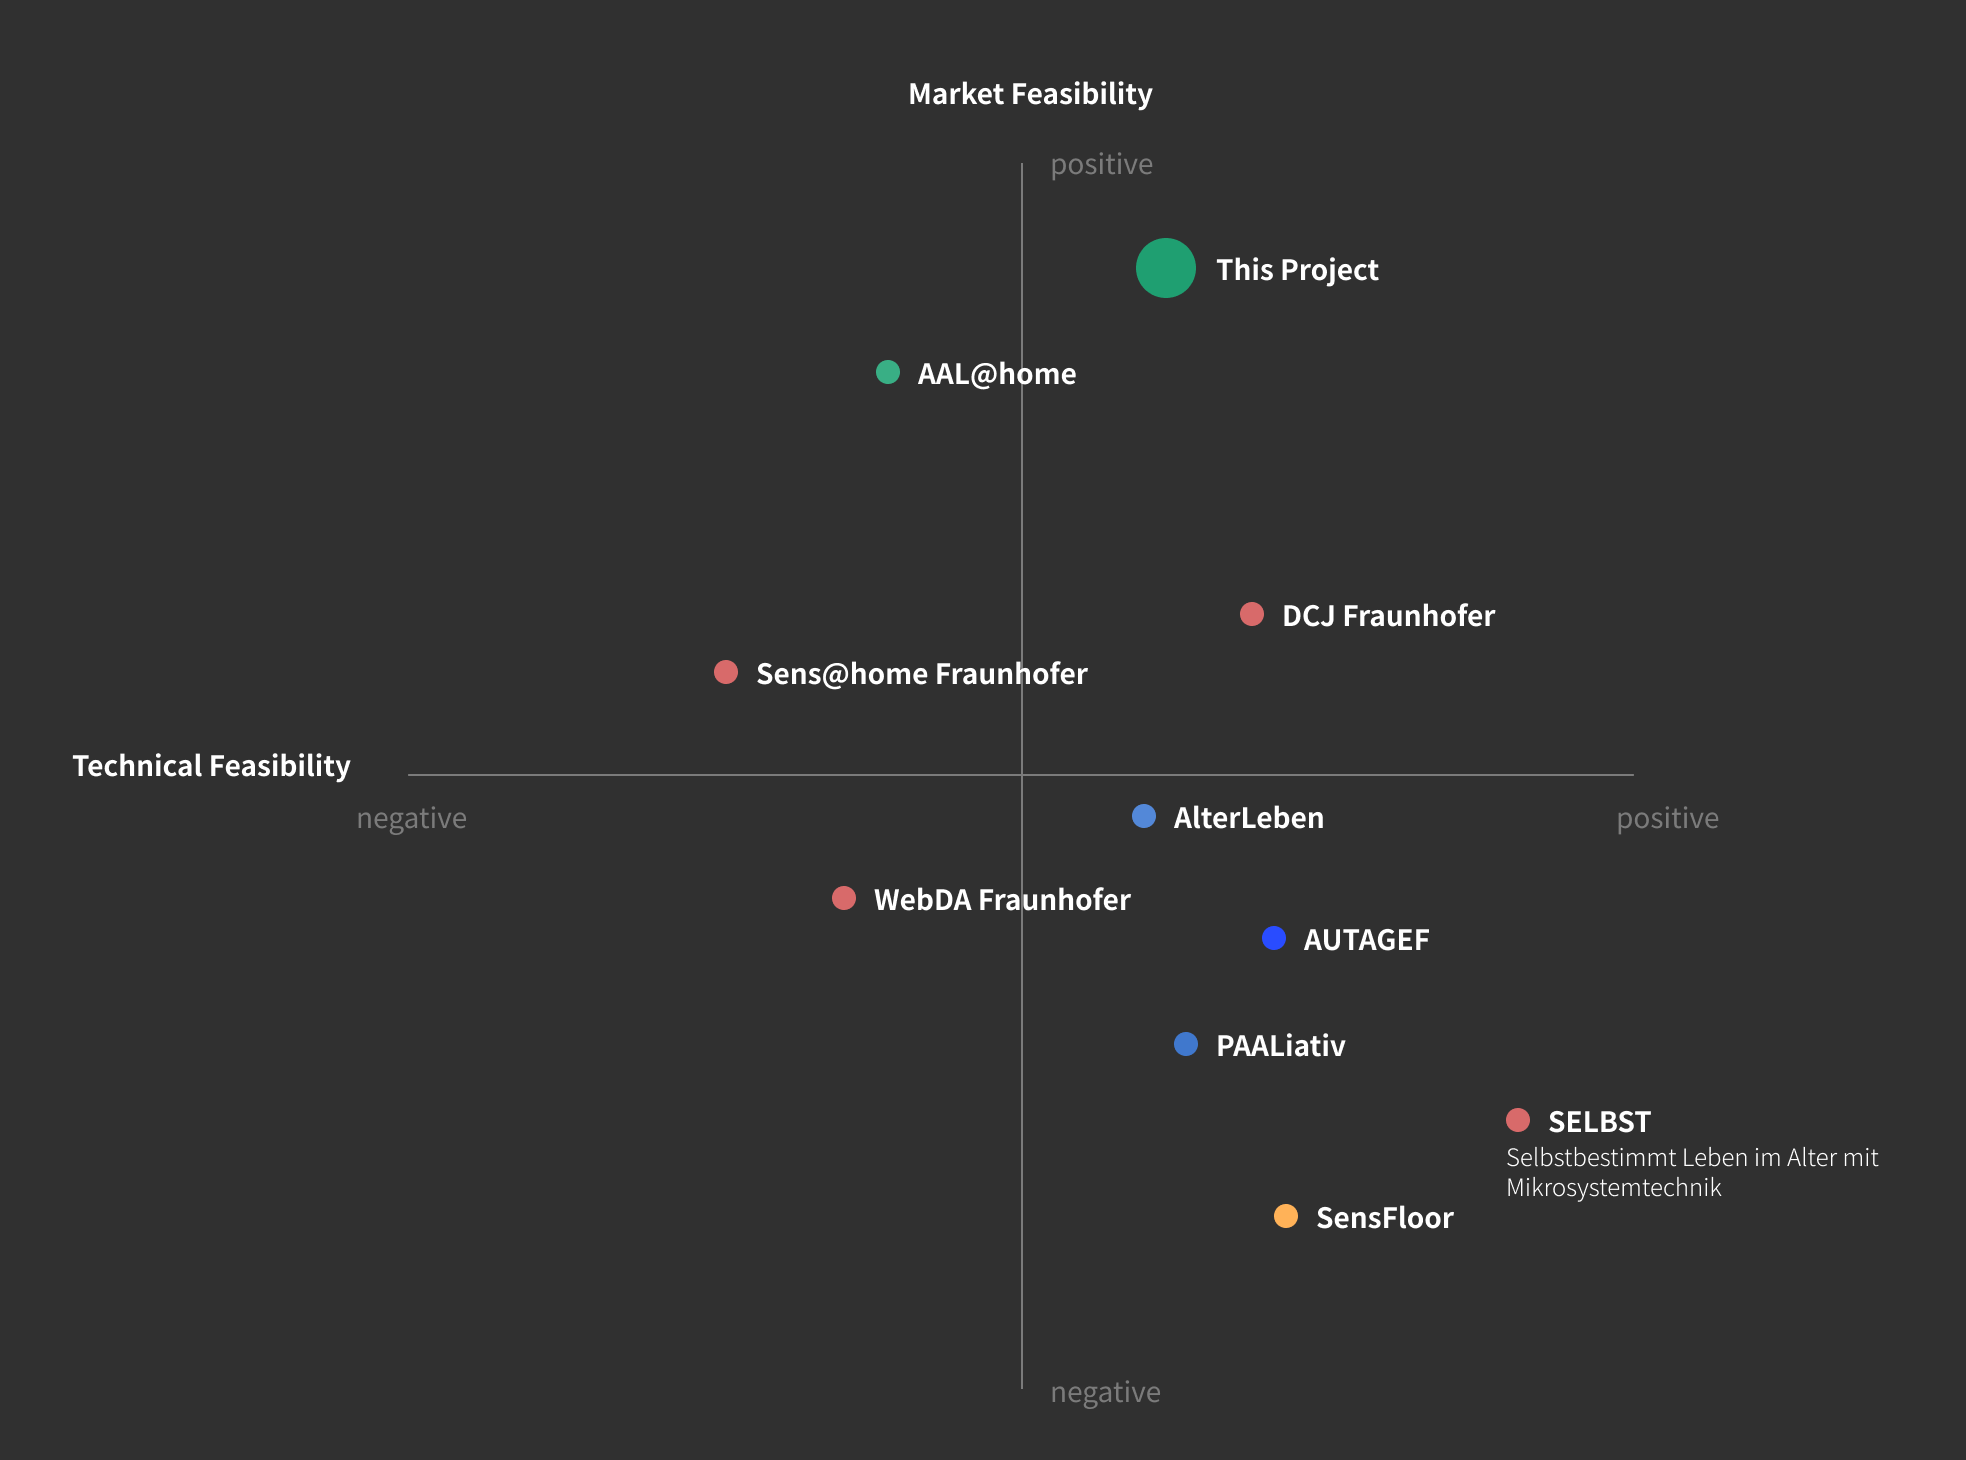 Market Feasibility
positive
This Project
AAL@home
DCJ Fraunhofer
Sens@home Fraunhofer
Technical Feasibility
negative
AlterLeben
positive
WebDA Fraunhofer
AUTAGEF
PAALiativ
SELBST
Selbstbestimmt Leben im Alter mit
Mikrosystemtechnik
SensFloor
negative